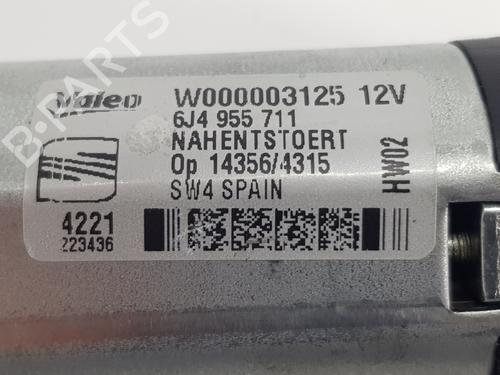 B-PARTS
Valeo W000003125 12V
6J4 955 711
NAHENTSTOERT
Op 14356/4315
SW4 SPAIN
HW02
4221
223436